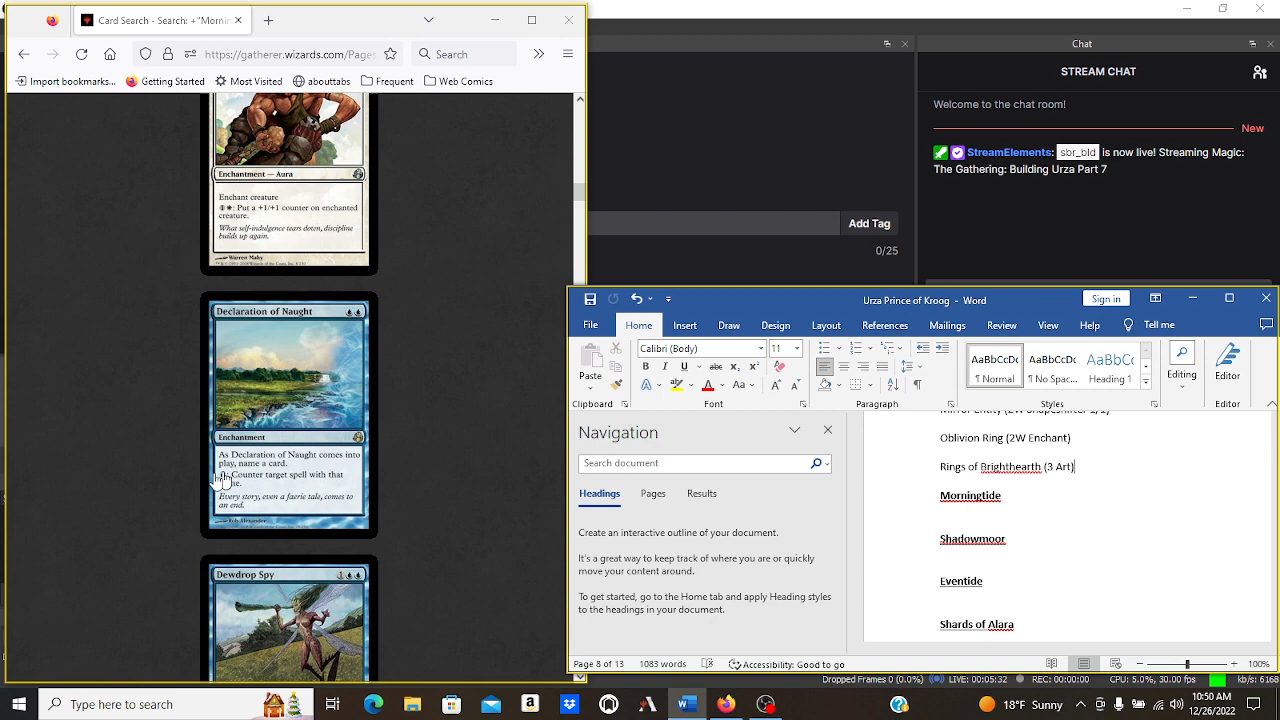 Card Search - Search: +"Mornin
https://gatherer.wizards.com/Pages
Search
Import bookmarks...
Getting Started
Most Visited
abouttabs
Frequent
Web Comics
Enchantment — Aura
Enchant creature
Put a +1/+1 counter on enchanted
creature.
What self-indulgence tears down, discipline
builds up again.
Warren Mahy
Declaration of Naught
Enchantment
As Declaration of Naught comes into
play, name a card.
Counter target spell with that
Every story, even a faerie tale, comes to
an end.
Rob Alexander
Dewdrop Spy
1
Chat
STREAM CHAT
Welcome to the chat room!
New
StreamElements: sbr_bld is now live! Streaming Magic:
The Gathering: Building Urza Part 7
Add Tag
0/25
Urza Prince of Kroog - Word
Sign in
File
Home
Insert
Draw
Design
Layout
References
Mailings
Review
View
Help
Tell me
Paste
Calibri (Body)
11
AaBbCcDc
AaBbCcDc
AaBbCc
¶ Normal
¶ No Spac...
Heading 1
Editing
Editor
Clipboard
Font
Paragraph
Styles
Editor
Navigation
Search document
Headings
Pages
Results
Create an interactive outline of your document.
It's a great way to keep track of where you are or quickly
move your content around.
To get started, go to the Home tab and apply Heading styles
to the headings in your document.
Oblivion Ring (2W Enchant)
Rings of Brighthearth (3 Art)
Morningtide
Shadowmoor
Eventide
Shards of Alara
Page 8 of 13
1083 words
Accessibility: Good to go
100%
Dropped Frames 0 (0.0%)
LIVE: 00:05:32
REC: 00:00:00
CPU: 5.0%, 30.00 fps
kb/s: 6168
Type here to search
18°F Sunny
10:50 AM
12/26/2022